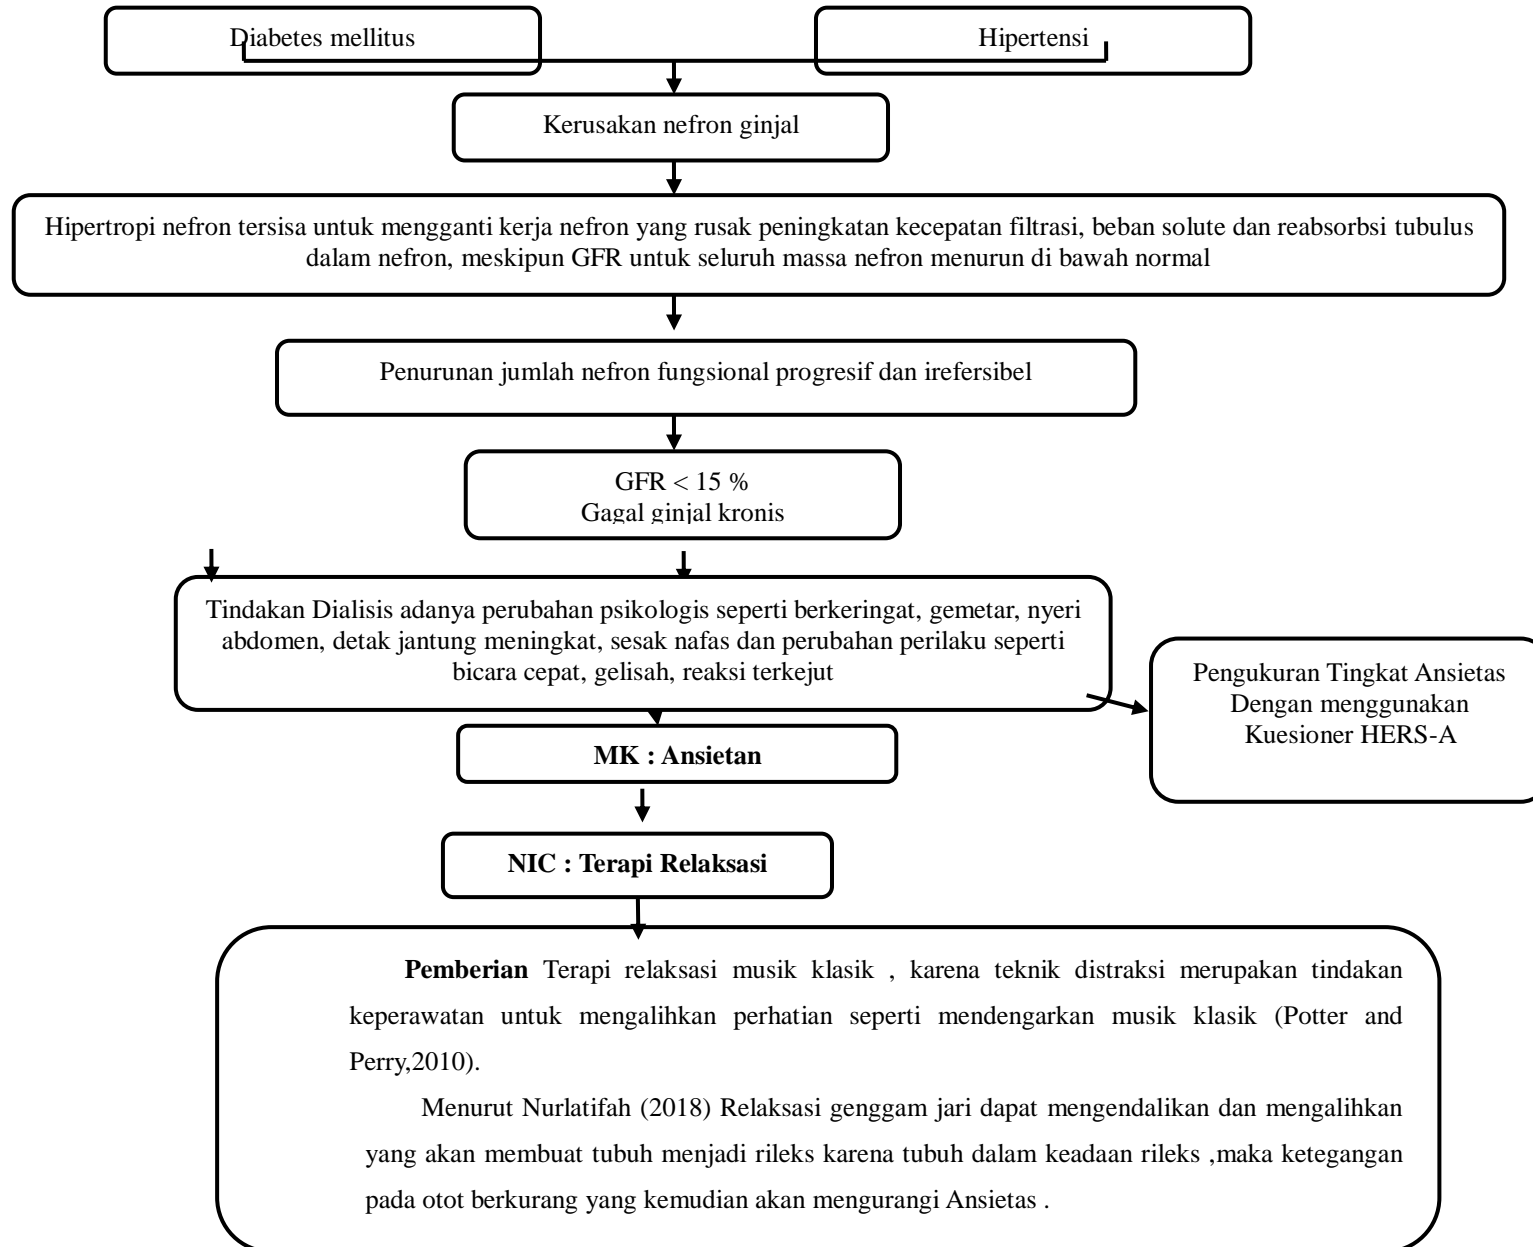 Diabetes mellitus
Hipertensi
Kerusakan nefron ginjal
Hipertropi nefron tersisa untuk mengganti kerja nefron yang rusak peningkatan kecepatan filtrasi, beban solute dan reabsorbsi tubulus
dalam nefron, meskipun GFR untuk seluruh massa nefron menurun di bawah normal
Penurunan jumlah nefron fungsional progresif dan irefersibel
GFR < 15 %
Gagal ginjal kronis
Tindakan Dialisis adanya perubahan psikologis seperti berkeringat, gemetar, nyeri
abdomen, detak jantung meningkat, sesak nafas dan perubahan perilaku seperti
bicara cepat, gelisah, reaksi terkejut
Pengukuran Tingkat Ansietas
Dengan menggunakan
Kuesioner HERS-A
MK : Ansietan
NIC : Terapi Relaksasi
Pemberian Terapi relaksasi musik klasik , karena teknik distraksi merupakan tindakan
keperawatan untuk mengalihkan perhatian seperti mendengarkan musik klasik (Potter and
Perry,2010).
Menurut Nurlatifah (2018) Relaksasi genggam jari dapat mengendalikan dan mengalihkan
yang akan membuat tubuh menjadi rileks karena tubuh dalam keadaan rileks ,maka ketegangan
pada otot berkurang yang kemudian akan mengurangi Ansietas .